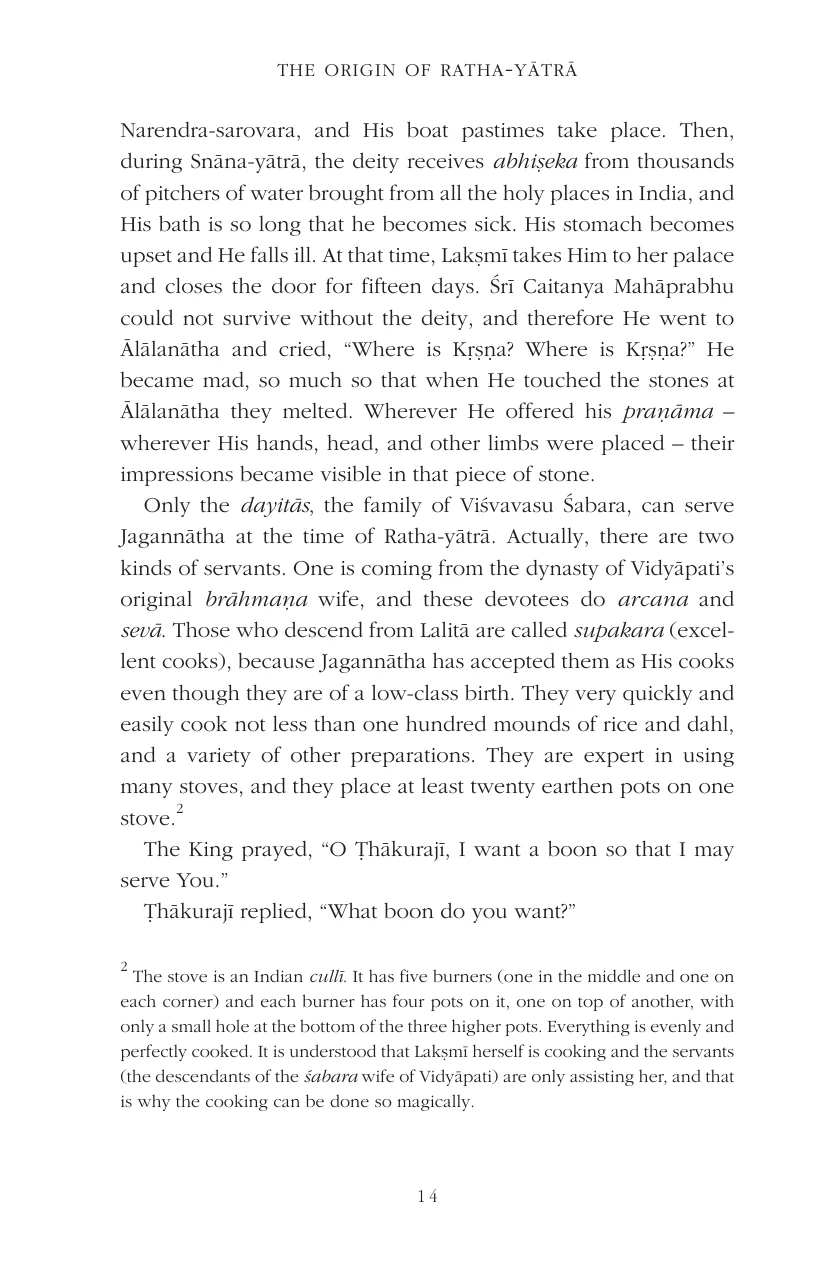 THE ORIGIN OF RATHA-YĀTRĀ
Narendra-sarovara, and His boat pastimes take place. Then,
during Snāna-yātrā, the deity receives abhiṣeka from thousands
of pitchers of water brought from all the holy places in India, and
His bath is so long that he becomes sick. His stomach becomes
upset and He falls ill. At that time, Lakṣmī takes Him to her palace
and closes the door for fifteen days. Śrī Caitanya Mahāprabhu
could not survive without the deity, and therefore He went to
Ālālanātha and cried, “Where is Kṛṣṇa? Where is Kṛṣṇa?” He
became mad, so much so that when He touched the stones at
Ālālanātha they melted. Wherever He offered his praṇāma –
wherever His hands, head, and other limbs were placed – their
impressions became visible in that piece of stone.
Only the dayitās, the family of Viśvavasu Śabara, can serve
Jagannātha at the time of Ratha-yātrā. Actually, there are two
kinds of servants. One is coming from the dynasty of Vidyāpati’s
original brāhmaṇa wife, and these devotees do arcana and
sevā. Those who descend from Lalitā are called supakara (excel-
lent cooks), because Jagannātha has accepted them as His cooks
even though they are of a low-class birth. They very quickly and
easily cook not less than one hundred mounds of rice and dahl,
and a variety of other preparations. They are expert in using
many stoves, and they place at least twenty earthen pots on one
stove.2
The King prayed, “O Ṭhākurajī, I want a boon so that I may
serve You.”
Ṭhākurajī replied, “What boon do you want?”
2 The stove is an Indian cullī. It has five burners (one in the middle and one on
each corner) and each burner has four pots on it, one on top of another, with
only a small hole at the bottom of the three higher pots. Everything is evenly and
perfectly cooked. It is understood that Lakṣmī herself is cooking and the servants
(the descendants of the śabara wife of Vidyāpati) are only assisting her, and that
is why the cooking can be done so magically.
14